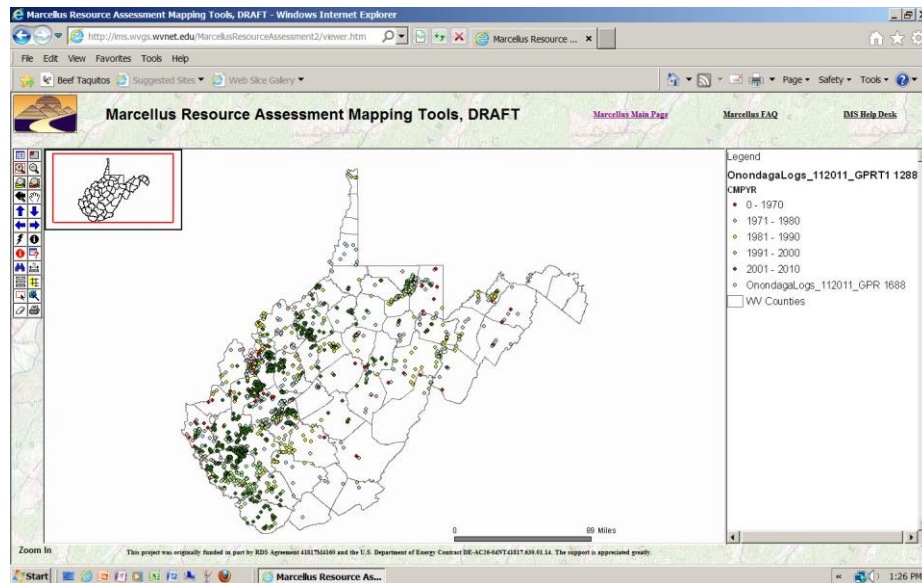 Marcellus Resource Assessment Mapping Tools, DRAFT - Windows Internet Explorer
http://ims.wvgs.wvnet.edu/MarcellusResourceAssessment2/viewer.htm
Marcellus Resource ...
File Edit View Favorites Tools Help
Beef Taquitos Suggested Sites Web Slice Gallery Page Safety Tools
Marcellus Resource Assessment Mapping Tools, DRAFT
Marcellus Main Page Marcellus FAQ IMS Help Desk
Legend
OnondagaLogs_112011_GPRT1 1288
CMPYR
0 - 1970
1971 - 1980
1981 - 1990
1991 - 2000
2001 - 2010
OnondagaLogs_112011_GPR 1688
WV Counties
0 89 Miles
Zoom In
This project was originally funded in part by RDS Agreement 41817M4160 and the U.S. Department of Energy Contract DE-AC26-04NT41817.630.01.14. The support is appreciated greatly.
Start Marcellus Resource As... 1:26 PM